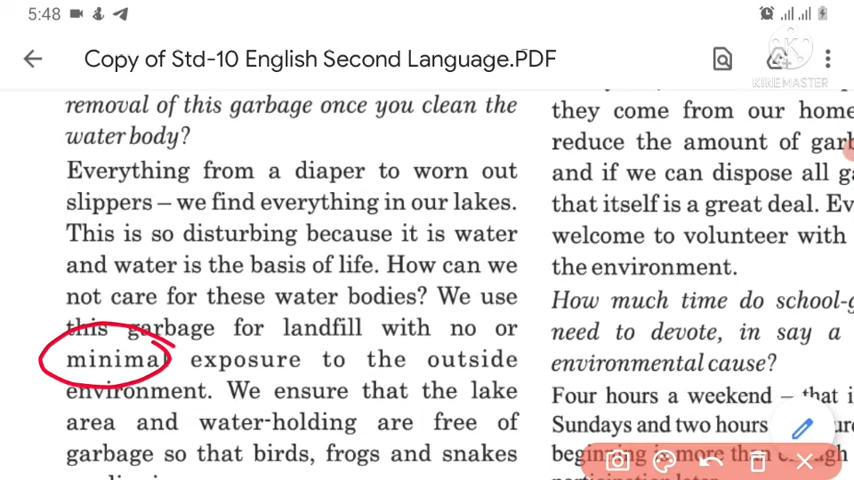 5:48
Copy of Std-10 English Second Language.PDF
KINEMASTER
removal of this garbage once you clean the
water body?
Everything from a diaper to worn out
slippers – we find everything in our lakes.
This is so disturbing because it is water
and water is the basis of life. How can we
not care for these water bodies? We use
this garbage for landfill with no or
minimal exposure to the outside
environment. We ensure that the lake
area and water-holding are free of
garbage so that birds, frogs and snakes
they come from our home
reduce the amount of garb
and if we can dispose all ga
that itself is a great deal. Ev
welcome to volunteer with
the environment.
How much time do school-g
need to devote, in say a
environmental cause?
Four hours a weekend – that i
Sundays and two hours
beginning is more than